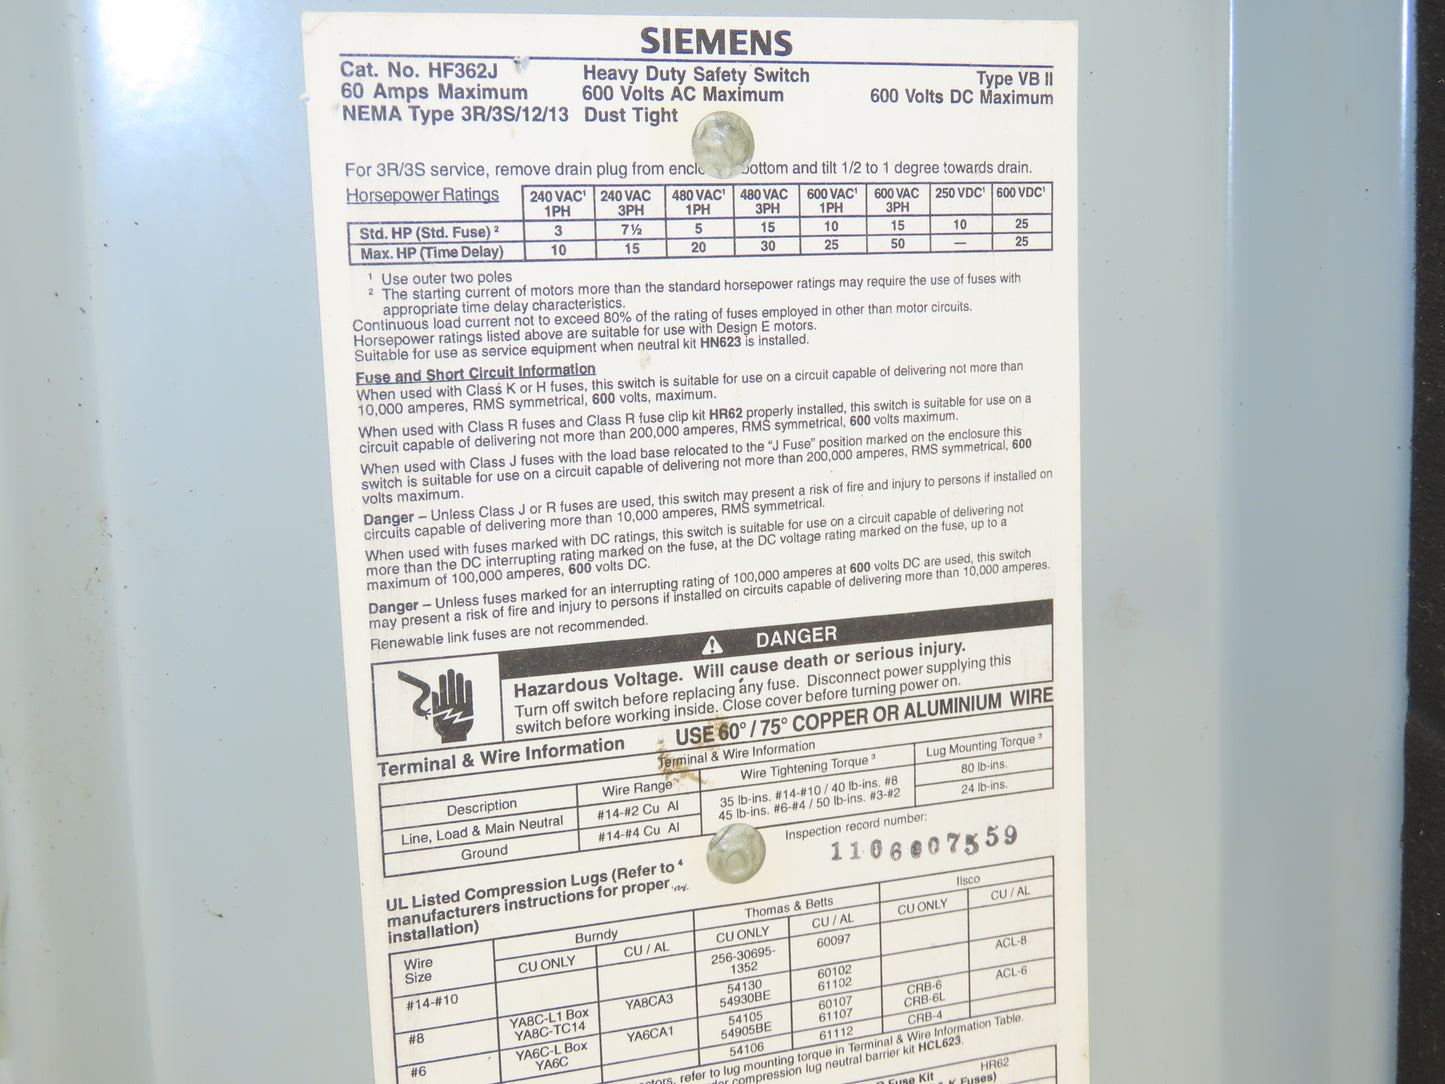 SIEMENS
Cat. No. HF362J Heavy Duty Safety Switch Type VB II
60 Amps Maximum 600 Volts AC Maximum 600 Volts DC Maximum
NEMA Type 3R/3S/12/13 Dust Tight
For 3R/3S service, remove drain plug from encl ottom and tilt 1/2 to 1 degree towards drain.
Horsepower Ratings 240 VAC¹ 1PH 240 VAC 3PH 480 VAC¹ 1PH 480 VAC 3PH 600 VAC¹ 1PH 600 VAC 3PH 250 VDC¹ 600 VDC¹
Std. HP (Std. Fuse) ² 3 7½ 5 15 10 15 10 25
Max. HP (Time Delay) 10 15 20 30 25 50 — 25
¹ Use outer two poles
² The starting current of motors more than the standard horsepower ratings may require the use of fuses with
appropriate time delay characteristics.
Continuous load current not to exceed 80% of the rating of fuses employed in other than motor circuits.
Horsepower ratings listed above are suitable for use with Design E motors.
Suitable for use as service equipment when neutral kit HN623 is installed.
Fuse and Short Circuit Information
When used with Class K or H fuses, this switch is suitable for use on a circuit capable of delivering not more than
10,000 amperes, RMS symmetrical, 600 volts, maximum.
When used with Class R fuses and Class R fuse clip kit HR62 properly installed, this switch is suitable for use on a
circuit capable of delivering not more than 200,000 amperes, RMS symmetrical, 600 volts maximum.
When used with Class J fuses with the load base relocated to the "J Fuse" position marked on the enclosure this
switch is suitable for use on a circuit capable of delivering not more than 200,000 amperes, RMS symmetrical, 600
volts maximum.
Danger – Unless Class J or R fuses are used, this switch may present a risk of fire and injury to persons if installed on
circuits capable of delivering more than 10,000 amperes, RMS symmetrical.
When used with fuses marked with DC ratings, this switch is suitable for use on a circuit capable of delivering not
more than the DC interrupting rating marked on the fuse, at the DC voltage rating marked on the fuse, up to a
maximum of 100,000 amperes, 600 volts DC.
Danger – Unless fuses marked for an interrupting rating of 100,000 amperes at 600 volts DC are used, this switch
may present a risk of fire and injury to persons if installed on circuits capable of delivering more than 10,000 amperes.
Renewable link fuses are not recommended.
DANGER
Hazardous Voltage. Will cause death or serious injury.
Turn off switch before replacing any fuse. Disconnect power supplying this
switch before working inside. Close cover before turning power on.
Terminal & Wire Information USE 60° / 75° COPPER OR ALUMINIUM WIRE
Terminal & Wire Information
Description Wire Range Wire Tightening Torque ³ Lug Mounting Torque ³
Line, Load & Main Neutral #14-#2 Cu Al 35 lb-ins. #14-#10 / 40 lb-ins. #8 80 lb-ins.
Ground #14-#4 Cu Al 45 lb-ins. #6-#4 / 50 lb-ins. #3-#2 24 lb-ins.
Inspection record number:
1106007559
UL Listed Compression Lugs (Refer to ⁴
manufacturers instructions for proper
installation)
Wire Size Burndy Thomas & Betts Ilsco
CU ONLY CU / AL CU ONLY CU / AL CU ONLY CU / AL
#14-#10 256-30695-1352 60097
#8 YA8C-L1 Box YA8C-TC14 YA8CA3 54130 54930BE 60102 61102 ACL-8
#6 YA6C-L Box YA6C YA6CA1 54105 54905BE 60107 61107 CRB-6 CRB-6L ACL-6
54106 61112 CRB-4
tors, refer to lug mounting torque in Terminal & Wire Information Table.
compression lug neutral barrier kit HCL623.
Fuse Kit HR62
K Fuses)